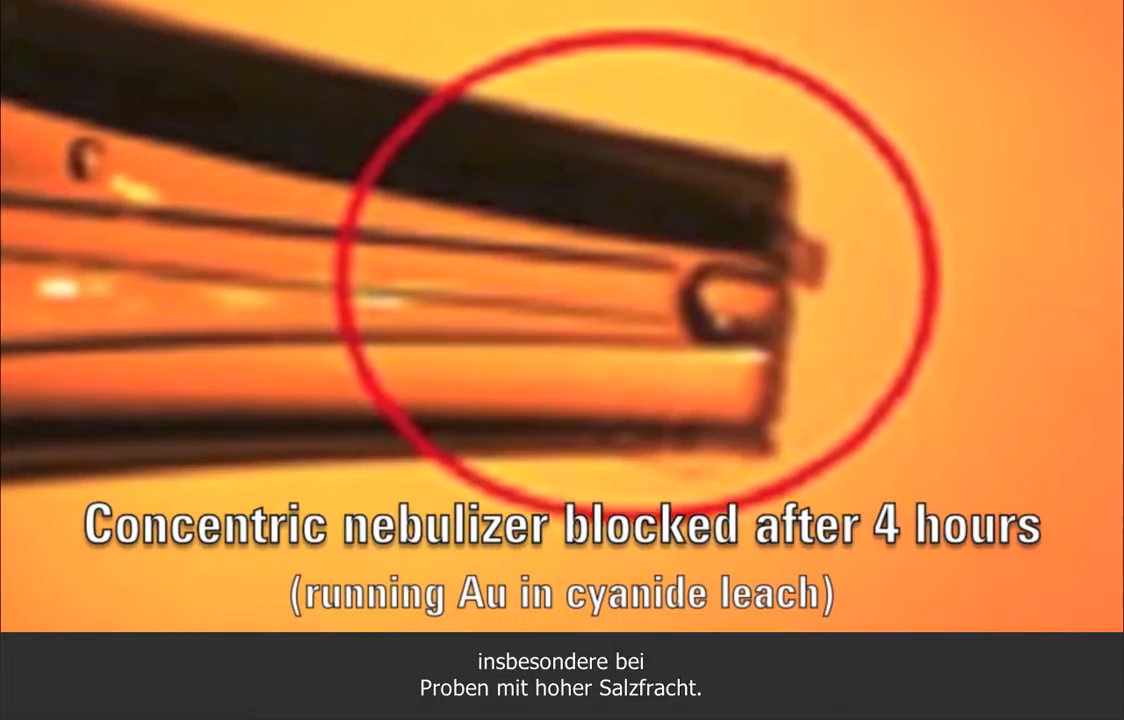 Concentric nebulizer blocked after 4 hours
(running Au in cyanide leach)
insbesondere bei
Proben mit hoher Salzfracht.